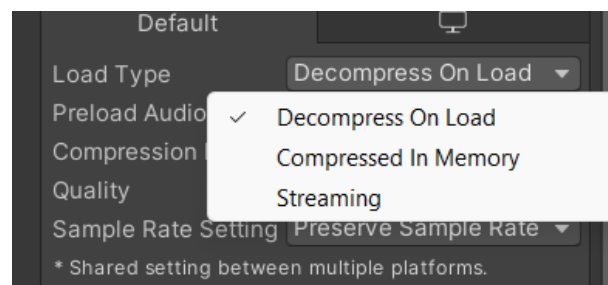 Default
Load Type Decompress On Load
Preload Audio
Decompress On Load
Compression
Compressed In Memory
Quality
Streaming
Sample Rate Setting Preserve Sample Rate
* Shared setting between multiple platforms.